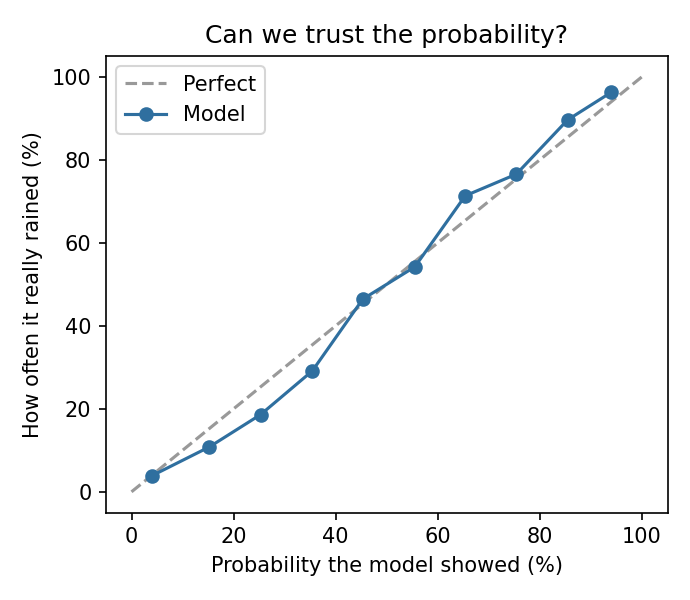 Can we trust the probability?
Perfect
Model
How often it really rained (%)
100
80
60
40
20
0
0 20 40 60 80 100
Probability the model showed (%)